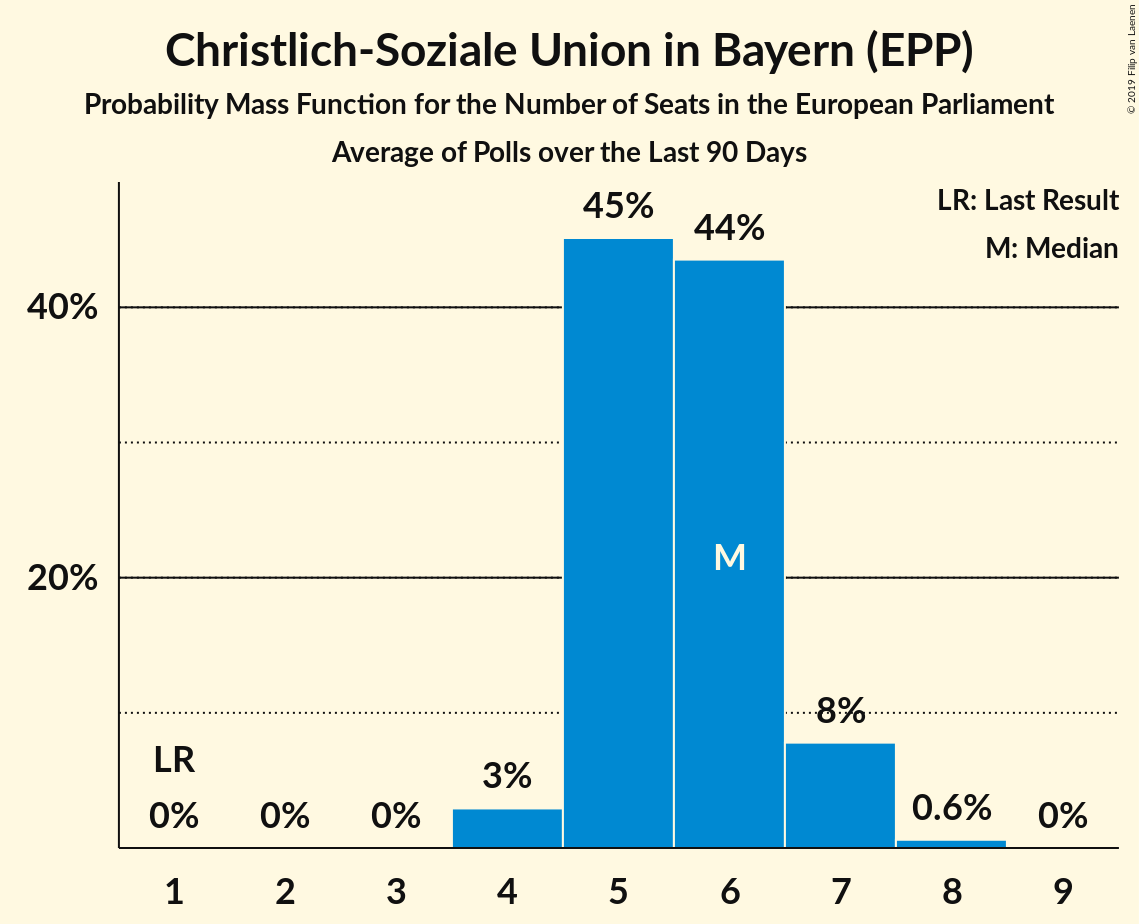 Christlich-Soziale Union in Bayern (EPP)
Probability Mass Function for the Number of Seats in the European Parliament
Average of Polls over the Last 90 Days
© 2019 Filip van Laenen
LR: Last Result
M: Median
45%
44%
40%
M
20%
8%
LR
3%
0.6%
0%
0%
0%
0%
1
2
3
4
5
6
7
8
9